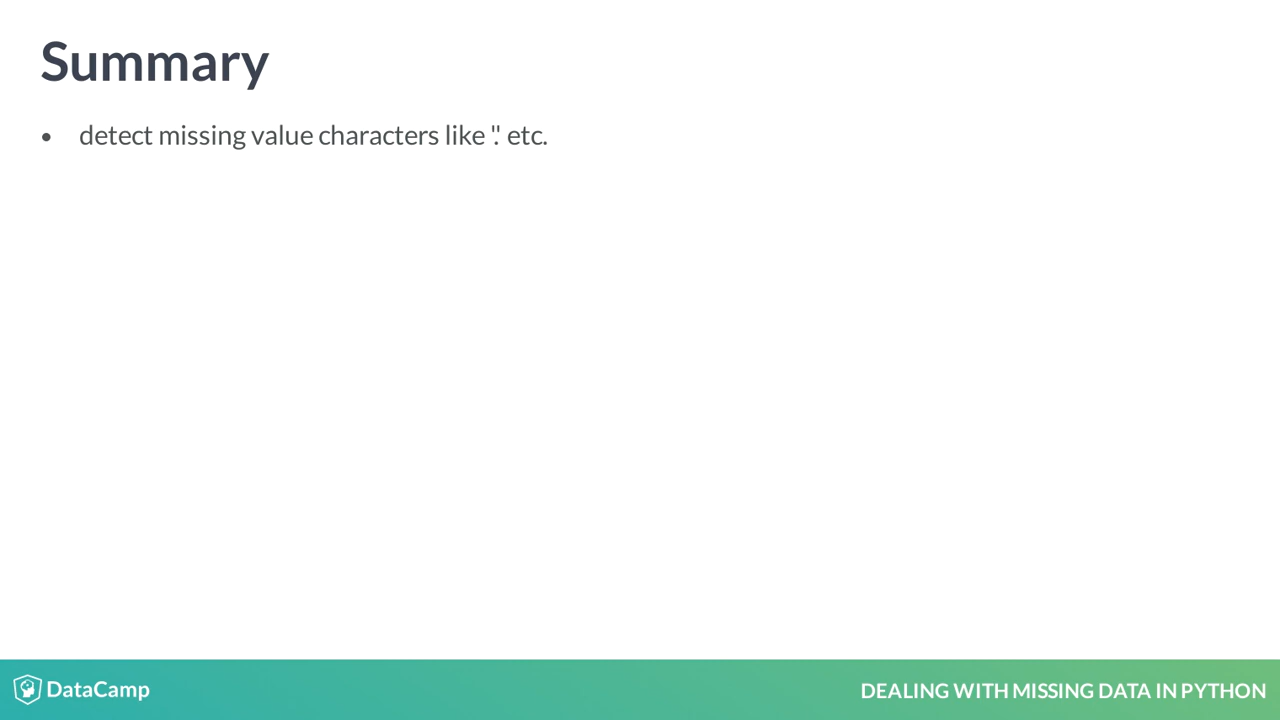 Summary
• detect missing value characters like '.' etc.
DataCamp
DEALING WITH MISSING DATA IN PYTHON